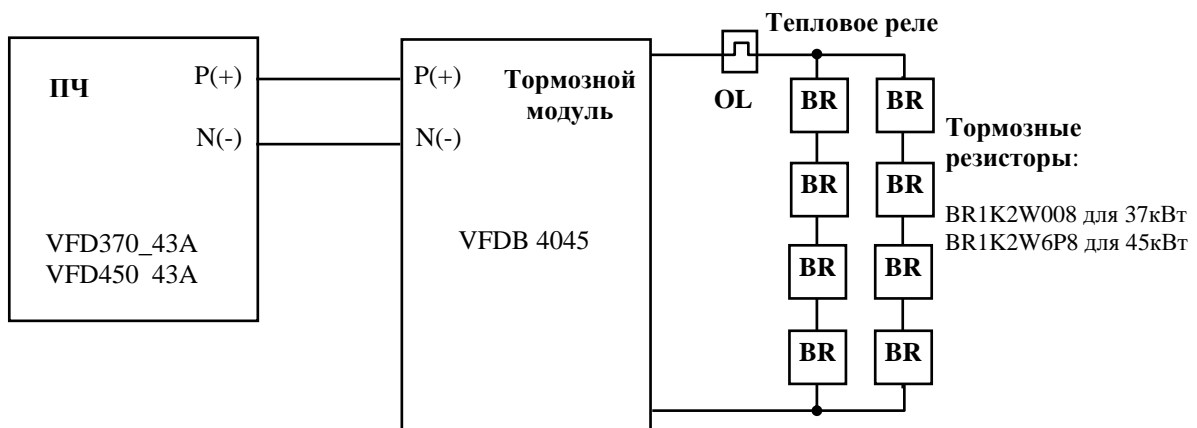 Тепловое реле
ПЧ
P(+)
N(-)
VFD370_43A
VFD450 43A
P(+)
N(-)
Тормозной
модуль
VFDB 4045
OL
BR
BR
BR
BR
BR
BR
BR
BR
Тормозные
резисторы:
BR1K2W008 для 37кВт
BR1K2W6P8 для 45кВт